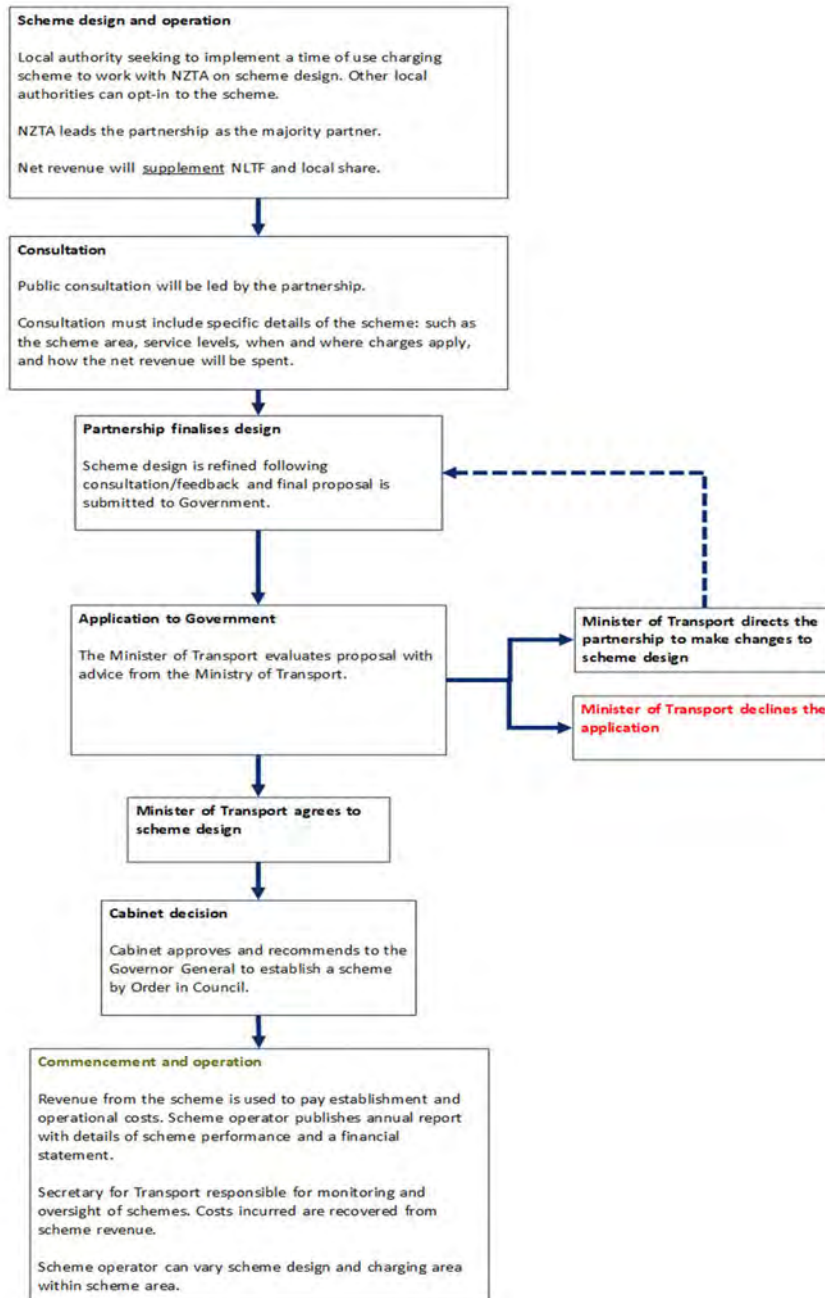 Scheme design and operation
Local authority seeking to implement a time of use charging
scheme to work with NZTA on scheme design. Other local
authorities can opt-in to the scheme.
NZTA leads the partnership as the majority partner.
Net revenue will supplement NLTF and local share.
Consultation
Public consultation will be led by the partnership.
Consultation must include specific details of the scheme: such as
the scheme area, service levels, when and where charges apply,
and how the net revenue will be spent.
Partnership finalises design
Scheme design is refined following
consultation/feedback and final proposal is
submitted to Government.
Application to Government
The Minister of Transport evaluates proposal with
advice from the Ministry of Transport.
Minister of Transport directs the
partnership to make changes to
scheme design
Minister of Transport declines the
application
Minister of Transport agrees to
scheme design
Cabinet decision
Cabinet approves and recommends to the
Governor General to establish a scheme
by Order in Council.
Commencement and operation
Revenue from the scheme is used to pay establishment and
operational costs. Scheme operator publishes annual report
with details of scheme performance and a financial
statement.
Secretary for Transport responsible for monitoring and
oversight of schemes. Costs incurred are recovered from
scheme revenue.
Scheme operator can vary scheme design and charging area
within scheme area.